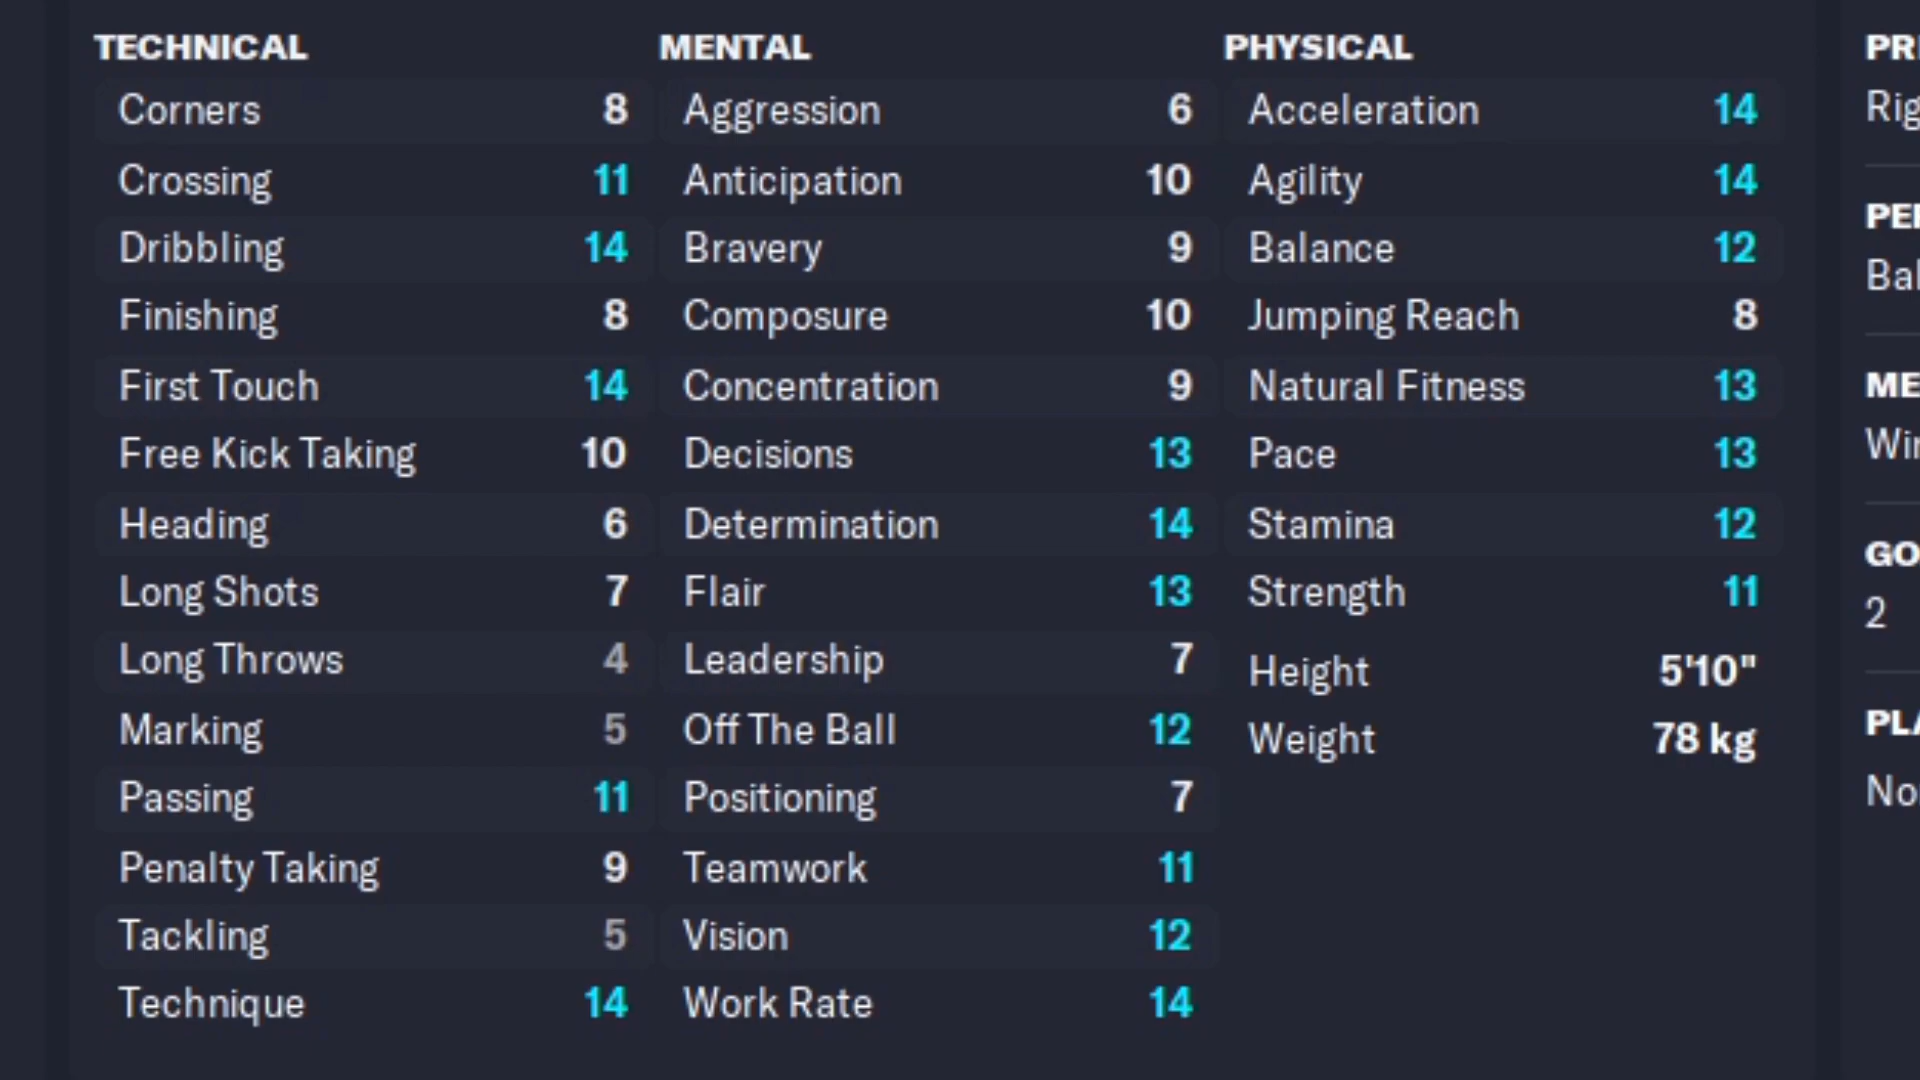 TECHNICAL
Corners 8
Crossing 11
Dribbling 14
Finishing 8
First Touch 14
Free Kick Taking 10
Heading 6
Long Shots 7
Long Throws 4
Marking 5
Passing 11
Penalty Taking 9
Tackling 5
Technique 14
MENTAL
Aggression 6
Anticipation 10
Bravery 9
Composure 10
Concentration 9
Decisions 13
Determination 14
Flair 13
Leadership 7
Off The Ball 12
Positioning 7
Teamwork 11
Vision 12
Work Rate 14
PHYSICAL
Acceleration 14
Agility 14
Balance 12
Jumping Reach 8
Natural Fitness 13
Pace 13
Stamina 12
Strength 11
Height 5'10"
Weight 78 kg
2